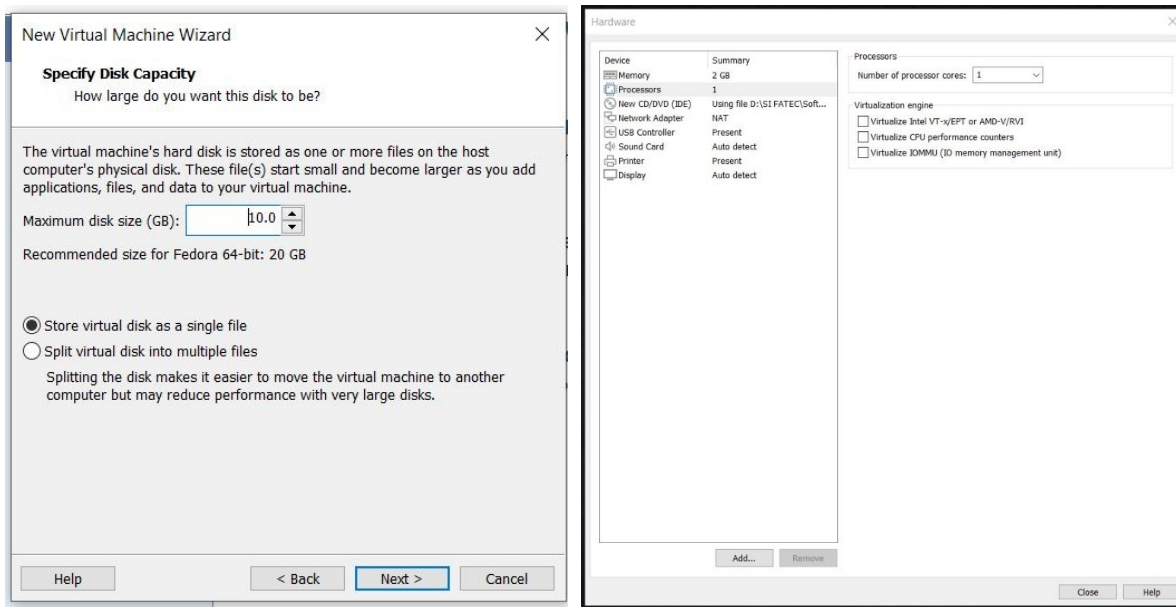 New Virtual Machine Wizard
Specify Disk Capacity
How large do you want this disk to be?
The virtual machine's hard disk is stored as one or more files on the host
computer's physical disk. These file(s) start small and become larger as you add
applications, files, and data to your virtual machine.
Maximum disk size (GB): 10.0
Recommended size for Fedora 64-bit: 20 GB
Store virtual disk as a single file
Split virtual disk into multiple files
Splitting the disk makes it easier to move the virtual machine to another
computer but may reduce performance with very large disks.
Help < Back Next > Cancel
Hardware
Device Summary
Memory 2 GB
Processors 1
New CD/DVD (IDE) Using file D:\SI FATEC\Soft...
Network Adapter NAT
USB Controller Present
Sound Card Auto detect
Printer Present
Display Auto detect
Add... Remove
Processors
Number of processor cores: 1
Virtualization engine
Virtualize Intel VT-x/EPT or AMD-V/RVI
Virtualize CPU performance counters
Virtualize IOMMU (IO memory management unit)
Close Help